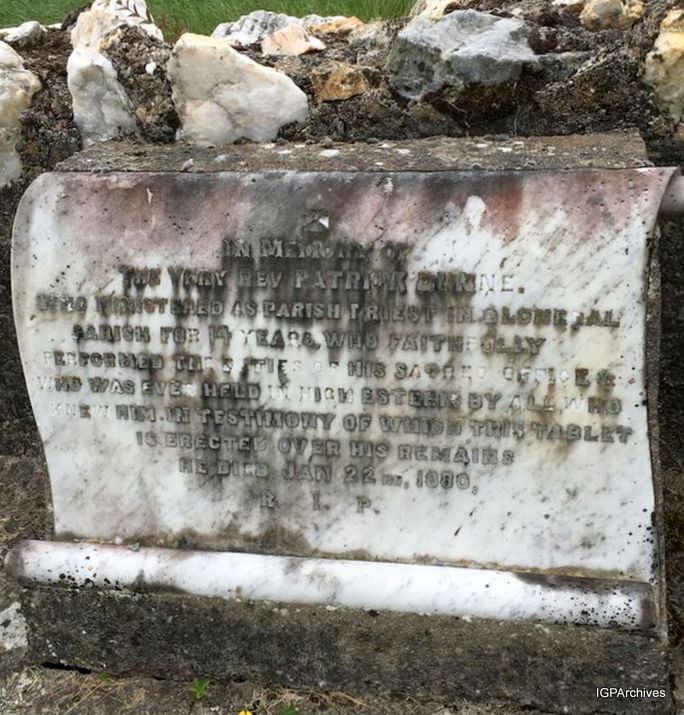 IN MEMORY OF
THE VERY REV PATRICK BYRNE.
WHO MINISTERED AS PARISH PRIEST IN CLONEGAL
PARISH FOR 14 YEARS, WHO FAITHFULLY
PERFORMED THE DUTIES OF HIS SACRED OFFICE &
WHO WAS EVER HELD IN HIGH ESTEEM BY ALL WHO
KNEW HIM. IN TESTIMONY OF WHICH THIS TABLET
IS ERECTED OVER HIS REMAINS
HE DIED JAN 22ND, 1880,
R. I. P.
IGPArchives